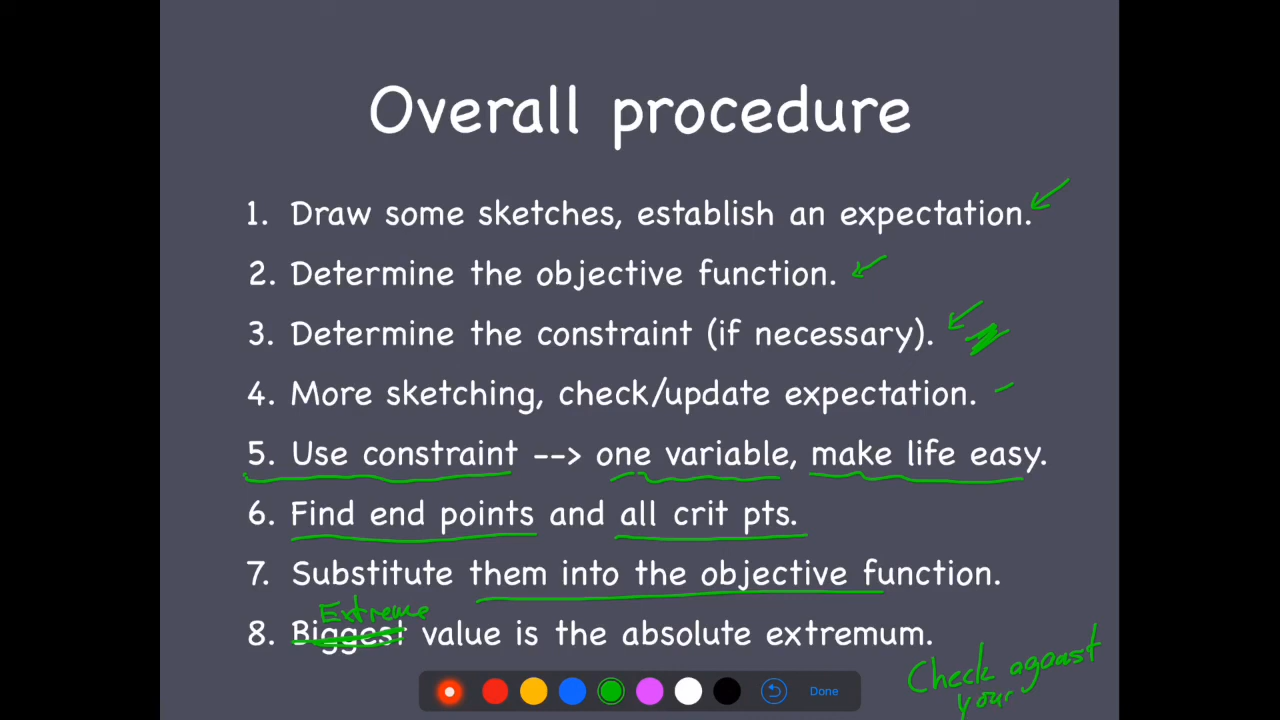 Overall procedure
1. Draw some sketches, establish an expectation.
2. Determine the objective function.
3. Determine the constraint (if necessary).
4. More sketching, check/update expectation.
5. Use constraint --> one variable, make life easy.
6. Find end points and all crit pts.
7. Substitute them into the objective function.
Extreme
8. Biggest value is the absolute extremum.
Check agoast
your
Done